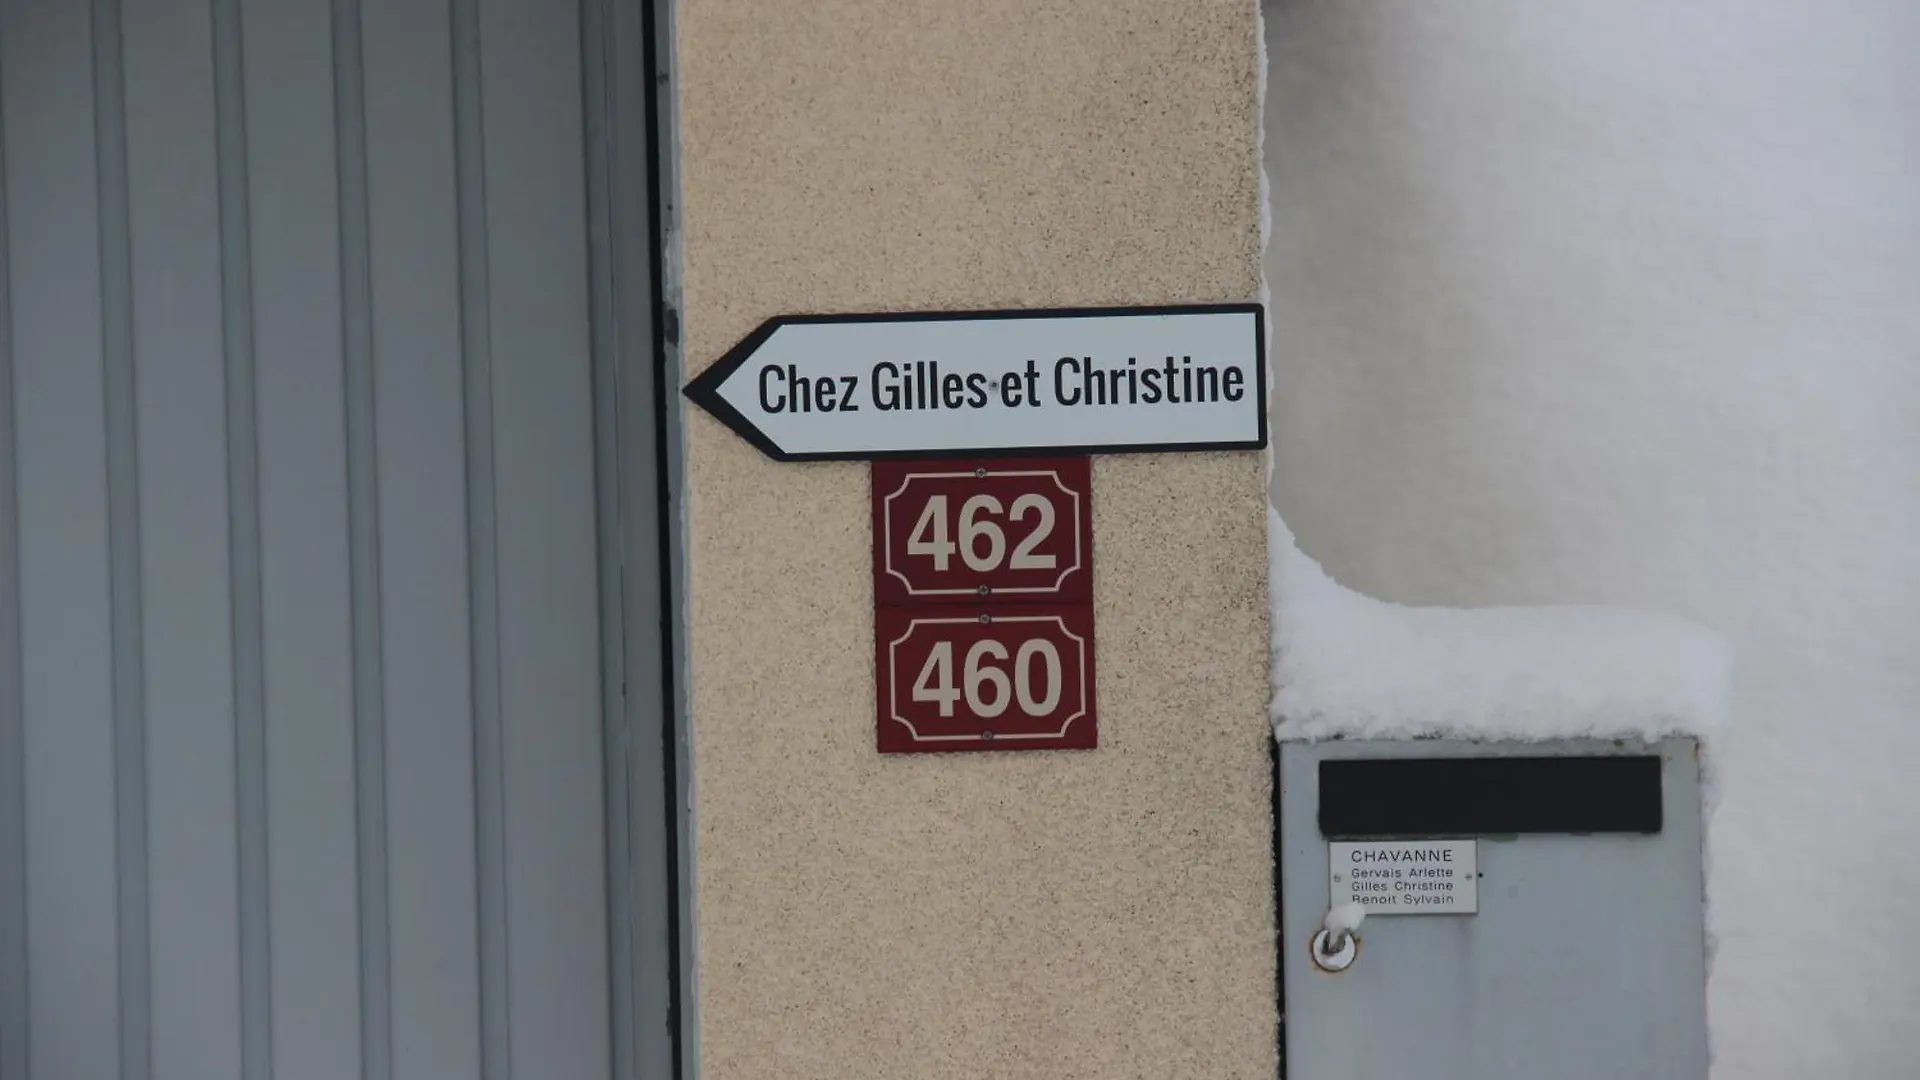 Chez Gilles et Christine
462
460
CHAVANNE
Gervais Arlette
Gilles Christine
Benoit Sylvain